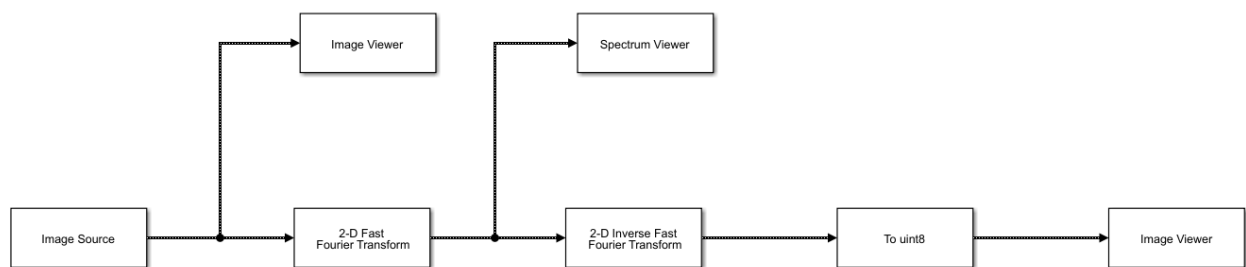 Image Viewer
Spectrum Viewer
Image Source
2-D Fast
Fourier Transform
2-D Inverse Fast
Fourier Transform
To uint8
Image Viewer